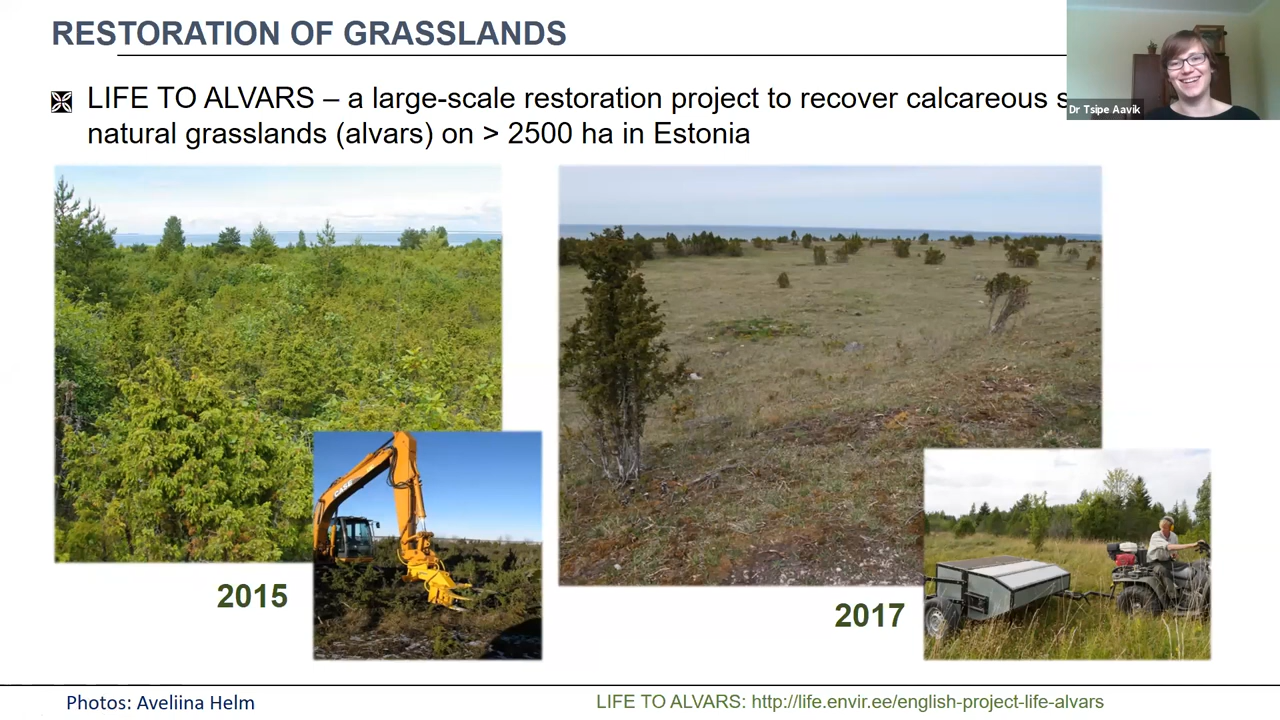 RESTORATION OF GRASSLANDS
Dr Tsipe Aavik
LIFE TO ALVARS – a large-scale restoration project to recover calcareous s
natural grasslands (alvars) on > 2500 ha in Estonia
CASE
2015
2017
Photos: Aveliina Helm
LIFE TO ALVARS: http://life.envir.ee/english-project-life-alvars